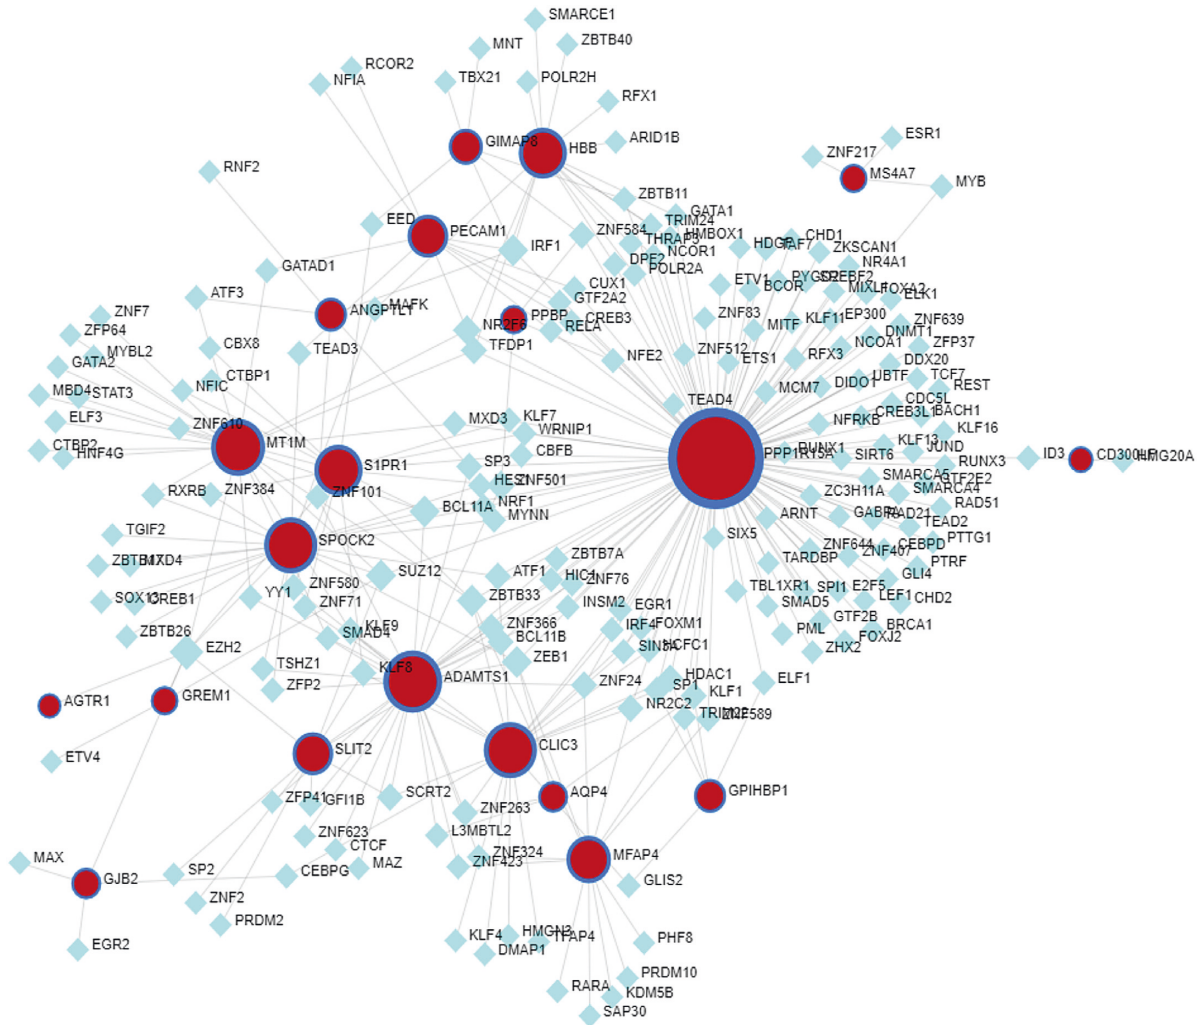 SMARCE1
MNT
ZBTB40
RCOR2
NFIA
TBX21
POLR2H
RFX1
GIMAP8
HBB
ARID1B
ESR1
ZNF217
MS4A7
MYB
RNF2
ZBTB11
EED
PECAM1
IRF1
ZNF584
GATA1
TRIM24
HMBOX1
THRAP3
NCOR1
HDGF
TAF7
CHD1
ZKSCAN1
GATAD1
DPF2
POLR2A
NR4A1
ETV1
BCOR
PYGO2
CREBF2
MIXL1
FOXA2
ELK1
ATF3
ANGPTL1
MAFK
CUX1
GTF2A2
PPBP
CREB3
ZNF83
MITF
KLF11
EP300
DNMT1
ZNF639
ZNF7
ZFP64
NR2F6
RELA
TFDP1
MYBL2
CBX8
TEAD3
NFE2
ZNF512
ETS1
RFX3
NCOA1
ZFP37
GATA2
DDX20
UBTF
TCF7
MBD4
STAT3
NFIC
CTBP1
MCM7
DIDO1
REST
CDC5L
TEAD4
BACH1
CREB3L1
NFRKB
ELF3
ZNF610
MXD3
KLF7
WRNIP1
KLF16
CTBP2
HNF4G
MT1M
S1PR1
CBFB
PPP1R15A
RUNX1
KLF13
JUND
SP3
SIRT6
RUNX3
ID3
CD300LF
HMG20A
HES1
ZNF501
SMARCA5
GTF2E2
SMARCA4
RXRB
ZNF384
ZNF101
NRF1
ZC3H11A
RAD51
BCL11A
MYNN
ARNT
GABPA
RAD21
TEAD2
TGIF2
SPOCK2
SIX5
PTTG1
ZNF644
ZNF407
CEBPD
ZBTB7A
TARDBP
PTRF
MXD4
SUZ12
ATF1
HIC1
ZNF76
GLI4
ZNF580
YY1
ZBTB33
TBL1XR1
SPI1
E2F5
LEF1
SOX13
CREB1
ZNF71
INSM2
EGR1
SMAD5
CHD2
GTF2B
ZBTB26
SMAD4
KLF9
ZNF366
IRF4
FOXM1
PML
BRCA1
FOXJ2
EZH2
BCL11B
SIN3A
HCFC1
ZHX2
TSHZ1
KLF8
ADAMTS1
ZEB1
HDAC1
ELF1
ZFP2
ZNF24
SP1
KLF1
AGTR1
GREM1
NR2C2
ZNF589
ETV4
SLIT2
CLIC3
ZFP41
GFI1B
SCRT2
ZNF263
AQP4
GPIHBP1
ZNF623
L3MBTL2
CTCF
ZNF324
MFAP4
MAX
GJB2
SP2
CEBPG
MAZ
ZNF423
GLIS2
ZNF2
PRDM2
EGR2
KLF4
HMGN3
TFAP4
DMAP1
PHF8
PRDM10
RARA
KDM5B
SAP30